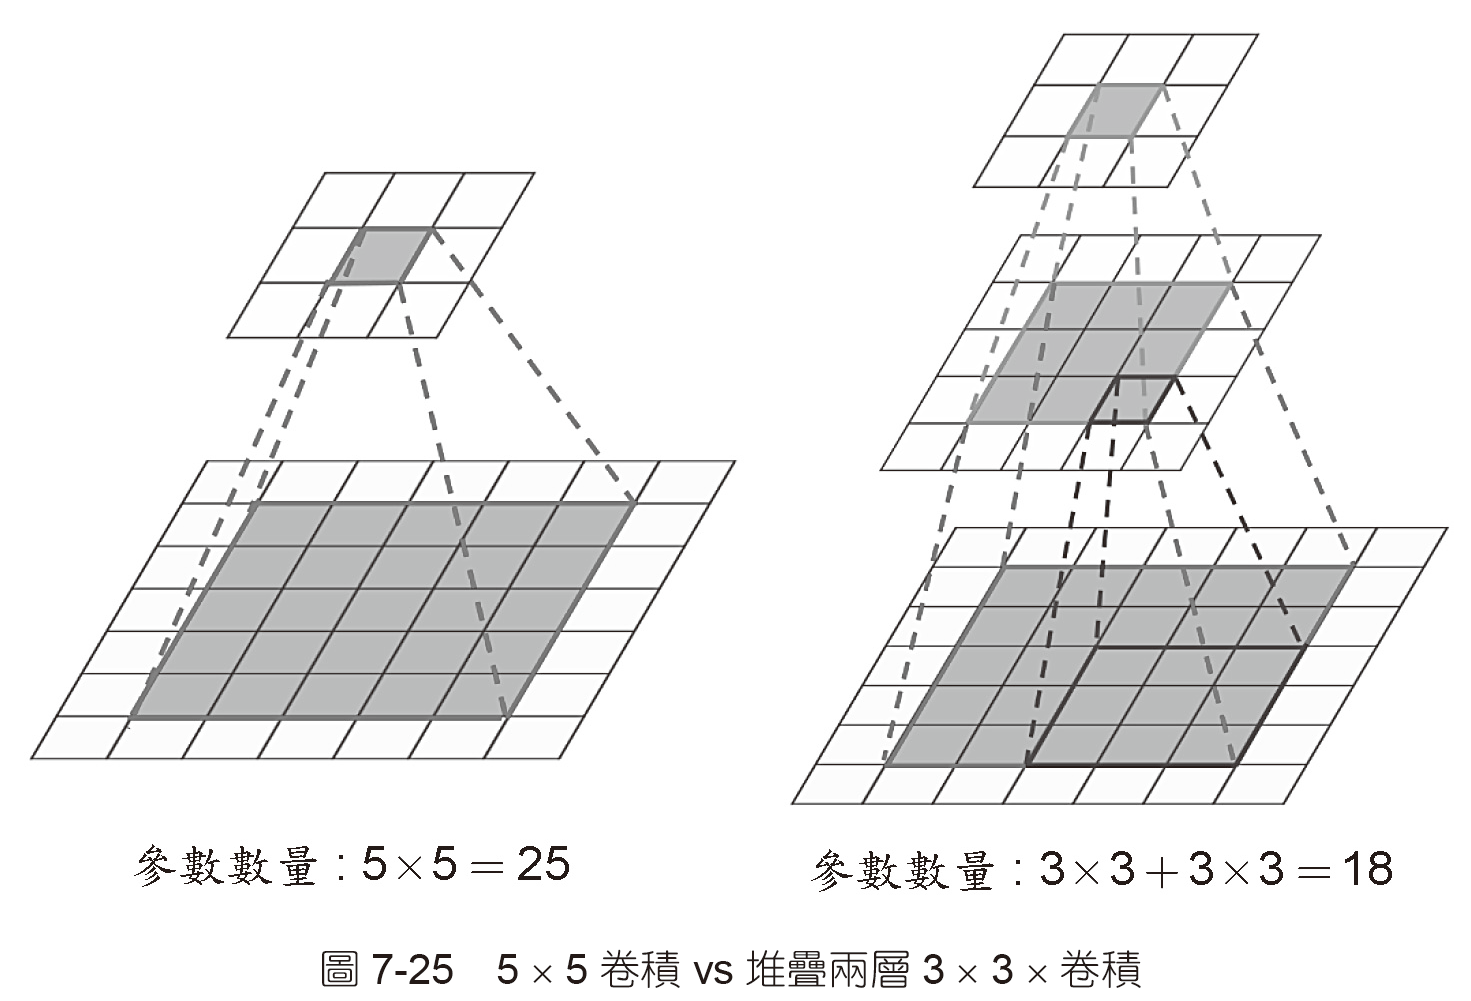 參數數量：5×5＝25
參數數量：3×3＋3×3＝18
圖 7-25　5 × 5 卷積 vs 堆疊兩層 3 × 3 × 卷積